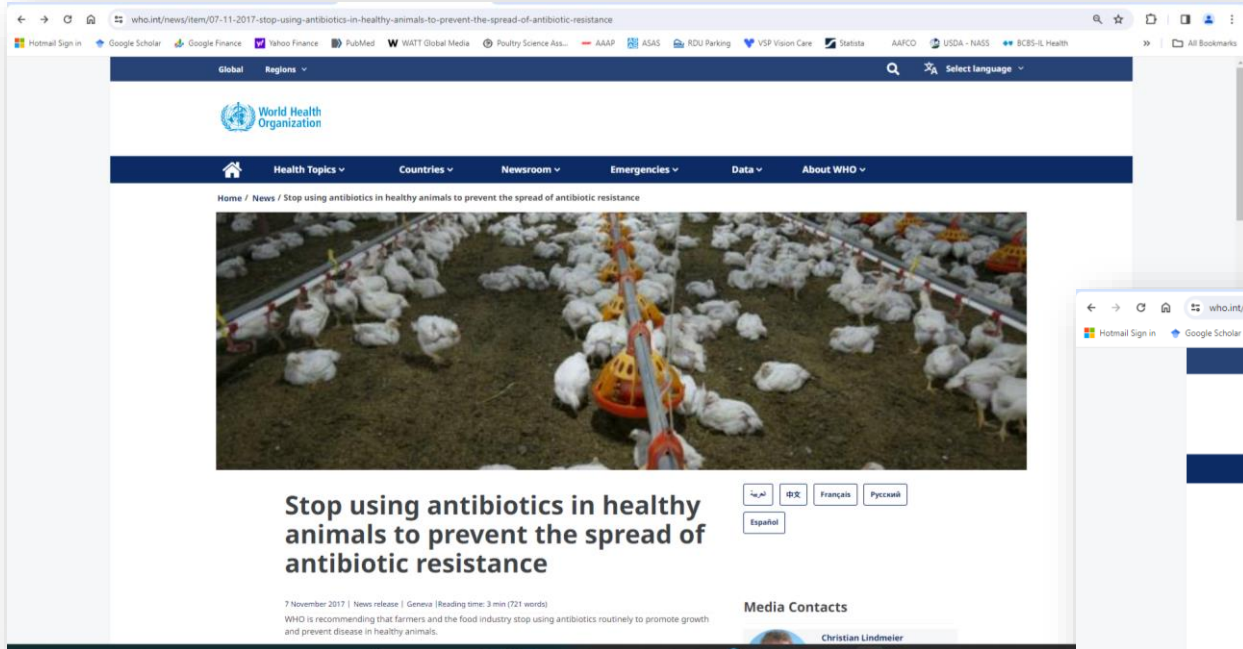 who.int/news/item/07-11-2017-stop-using-antibiotics-in-healthy-animals-to-prevent-the-spread-of-antibiotic-resistance
Hotmail Sign in Google Scholar Google Finance Yahoo Finance PubMed WATT Global Media Poultry Science Ass... AAAP ASAS RDU Parking VSP Vision Care Statista AAFCO USDA - NASS BCBS-IL Health » All Bookmarks
Global Regions Select language
World Health
Organization
Health Topics Countries Newsroom Emergencies Data About WHO
Home / News / Stop using antibiotics in healthy animals to prevent the spread of antibiotic resistance
who.int/
Hotmail Sign in Google Scholar
Stop using antibiotics in healthy
animals to prevent the spread of
antibiotic resistance
العربية 中文 Français Русский
Español
7 November 2017 | News release | Geneva | Reading time: 3 min (721 words)
WHO is recommending that farmers and the food industry stop using antibiotics routinely to promote growth
and prevent disease in healthy animals.
Media Contacts
Christian Lindmeier